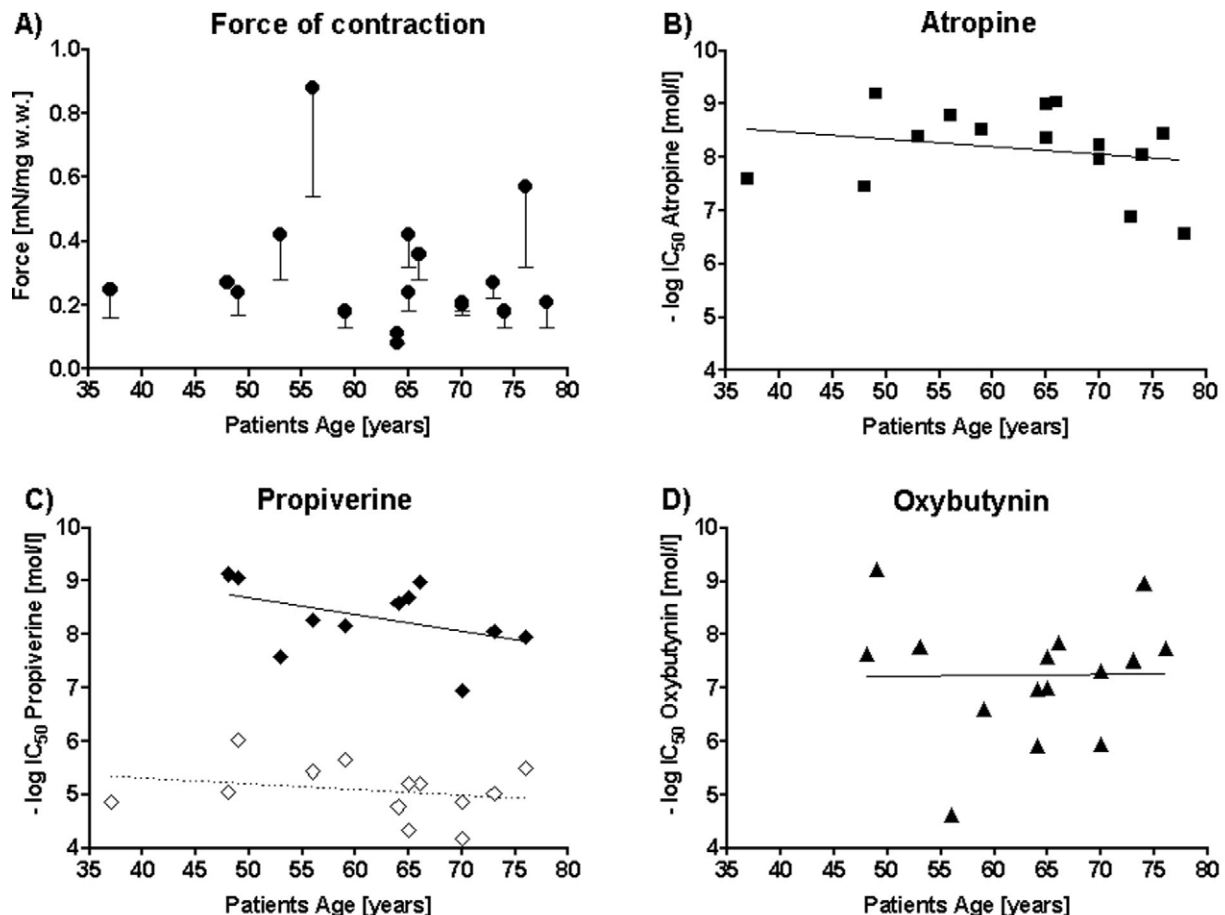 A) Force of contraction
Force [mN/mg w.w.]
1.0
0.8
0.6
0.4
0.2
0.0
35 40 45 50 55 60 65 70 75 80
Patients Age [years]
B) Atropine
- log IC50 Atropine [mol/l]
10
9
8
7
6
5
4
35 40 45 50 55 60 65 70 75 80
Patients Age [years]
C) Propiverine
- log IC50 Propiverine [mol/l]
10
9
8
7
6
5
4
35 40 45 50 55 60 65 70 75 80
Patients Age [years]
D) Oxybutynin
- log IC50 Oxybutynin [mol/l]
10
9
8
7
6
5
4
35 40 45 50 55 60 65 70 75 80
Patients Age [years]